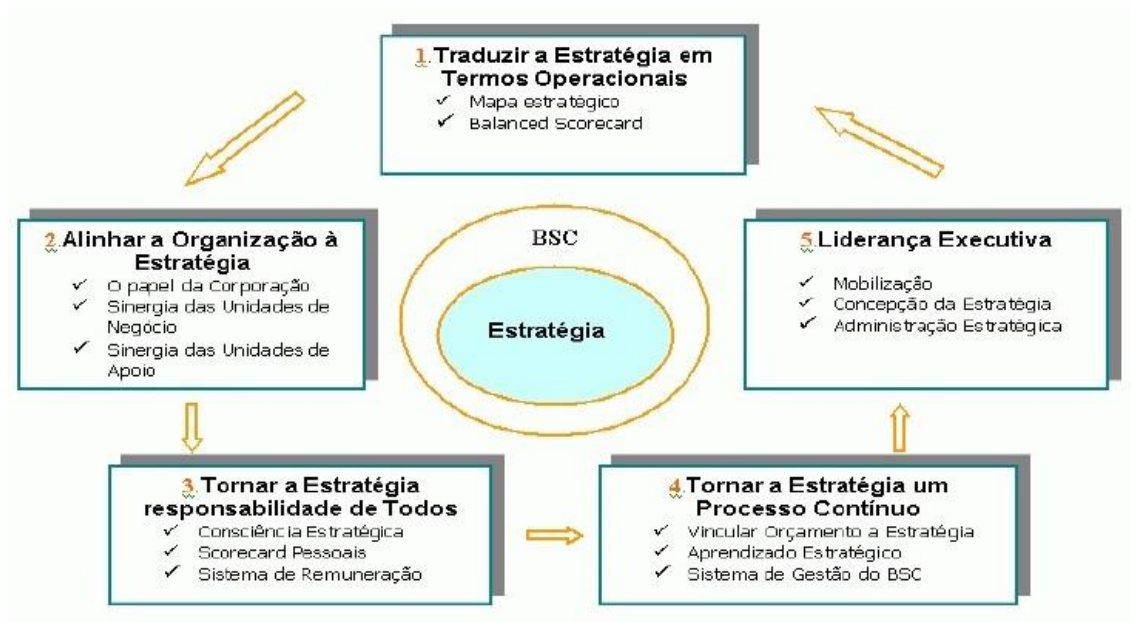 1.Traduzir a Estratégia em
Termos Operacionais
✓ Mapa estratégico
✓ Balanced Scorecard
2.Alinhar a Organização à
Estratégia
✓ O papel da Corporação
✓ Sinergia das Unidades de
Negócio
✓ Sinergia das Unidades de
Apoio
BSC
Estratégia
5.Liderança Executiva
✓ Mobilização
✓ Concepção da Estratégia
✓ Administração Estratégica
3.Tornar a Estratégia
responsabilidade de Todos
✓ Consciência Estratégica
✓ Scorecard Pessoais
✓ Sistema de Remuneração
4.Tornar a Estratégia um
Processo Contínuo
✓ Vincular Orçamento a Estratégia
✓ Aprendizado Estratégico
✓ Sistema de Gestão do BSC